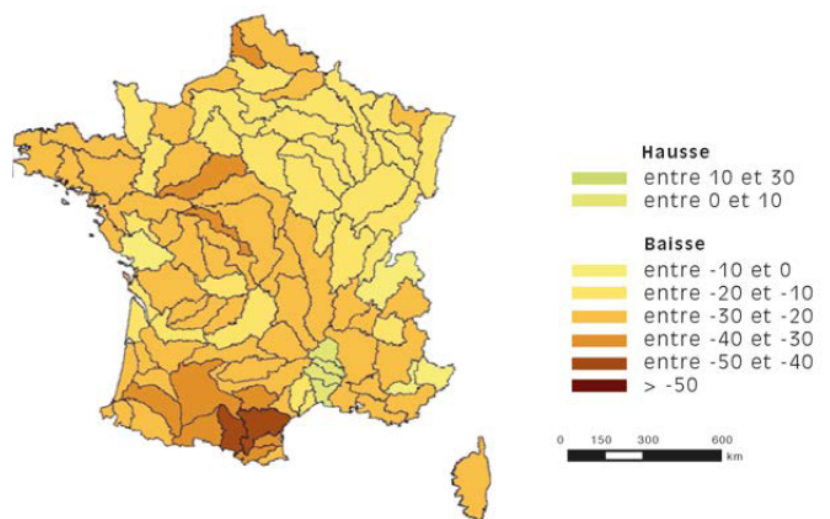 Hausse
entre 10 et 30
entre 0 et 10
Baisse
entre -10 et 0
entre -20 et -10
entre -30 et -20
entre -40 et -30
entre -50 et -40
> -50
0 150 300 600
km